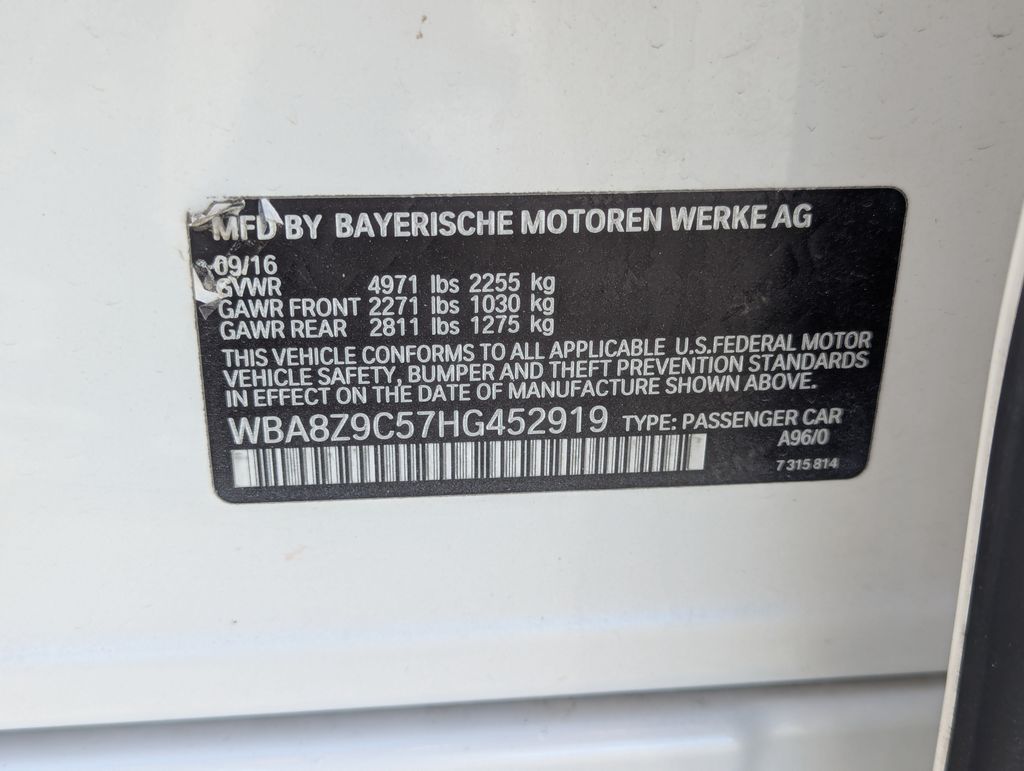 MFD BY BAYERISCHE MOTOREN WERKE AG
09/16
GVWR 4971 lbs 2255 kg
GAWR FRONT 2271 lbs 1030 kg
GAWR REAR 2811 lbs 1275 kg
THIS VEHICLE CONFORMS TO ALL APPLICABLE U.S.FEDERAL MOTOR
VEHICLE SAFETY, BUMPER AND THEFT PREVENTION STANDARDS
IN EFFECT ON THE DATE OF MANUFACTURE SHOWN ABOVE.
WBA8Z9C57HG452919 TYPE: PASSENGER CAR
A96/0
7 315 814